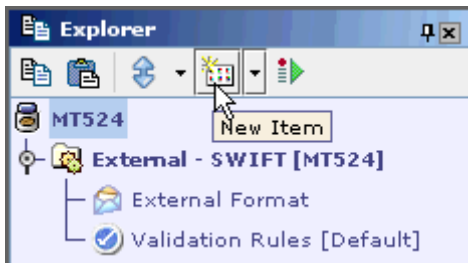 Explorer
MT524
New Item
External - SWIFT [MT524]
External Format
Validation Rules [Default]